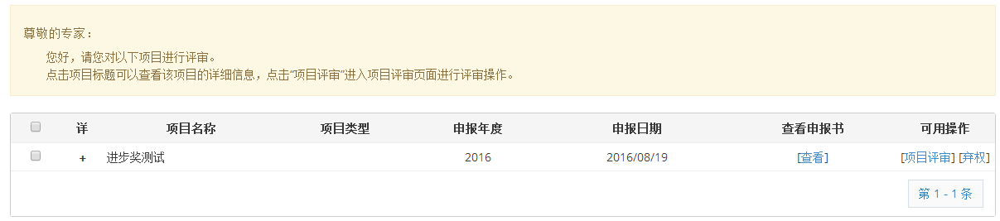 尊敬的专家：
您好，请您对以下项目进行评审。
点击项目标题可以查看该项目的详细信息，点击“项目评审”进入项目评审页面进行评审操作。
详 项目名称 项目类型 申报年度 申报日期 查看申报书 可用操作
+ 进步奖测试 2016 2016/08/19 [查看] [项目评审] [弃权]
第 1 - 1 条